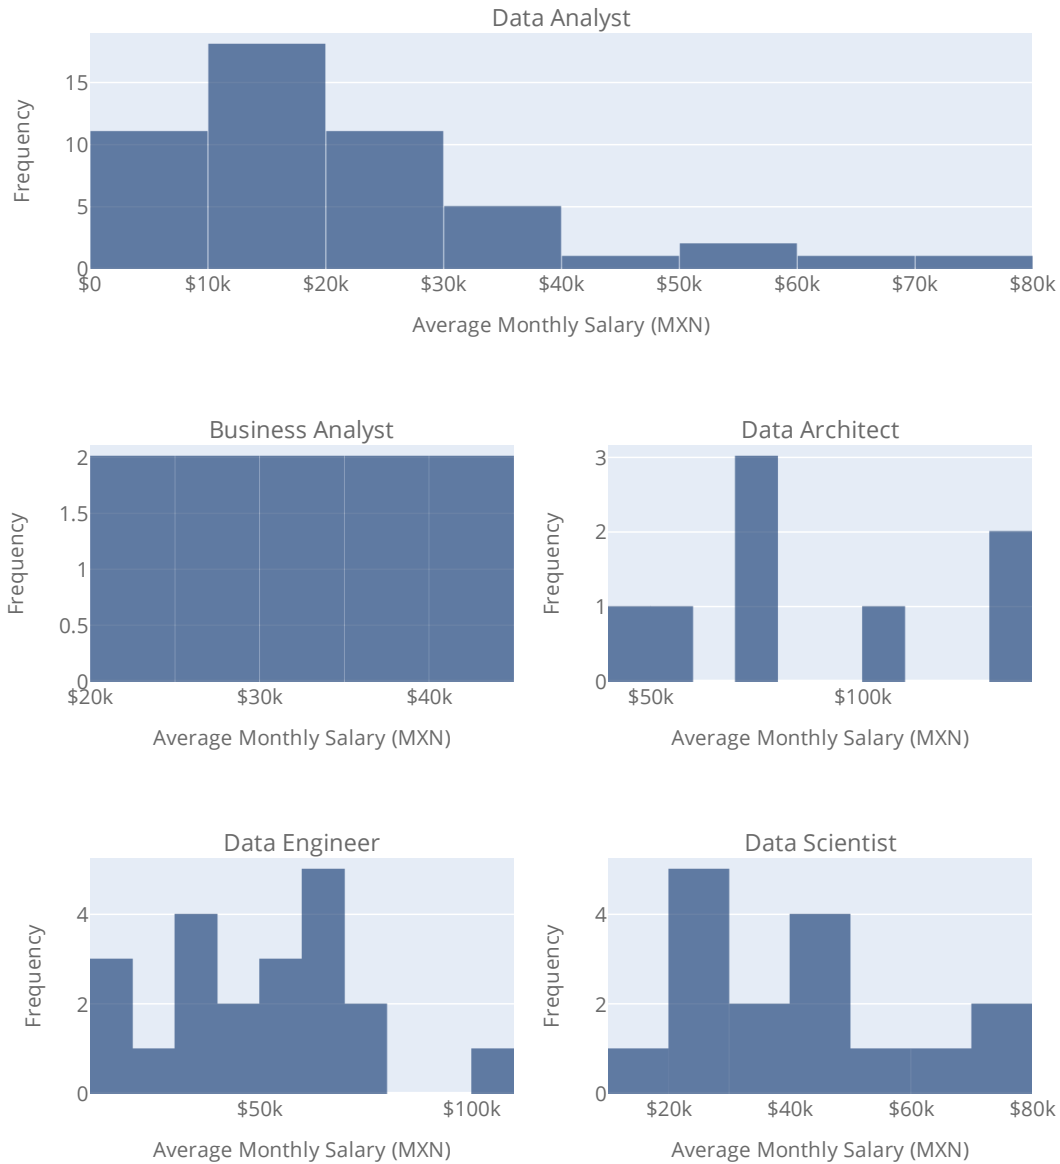 Data Analyst
15
10
5
0
Frequency
$0 $10k $20k $30k $40k $50k $60k $70k $80k
Average Monthly Salary (MXN)
Business Analyst
2
1.5
1
0.5
0
Frequency
$20k $30k $40k
Average Monthly Salary (MXN)
Data Architect
3
2
1
0
Frequency
$50k $100k
Average Monthly Salary (MXN)
Data Engineer
4
2
0
Frequency
$50k $100k
Average Monthly Salary (MXN)
Data Scientist
4
2
0
Frequency
$20k $40k $60k $80k
Average Monthly Salary (MXN)